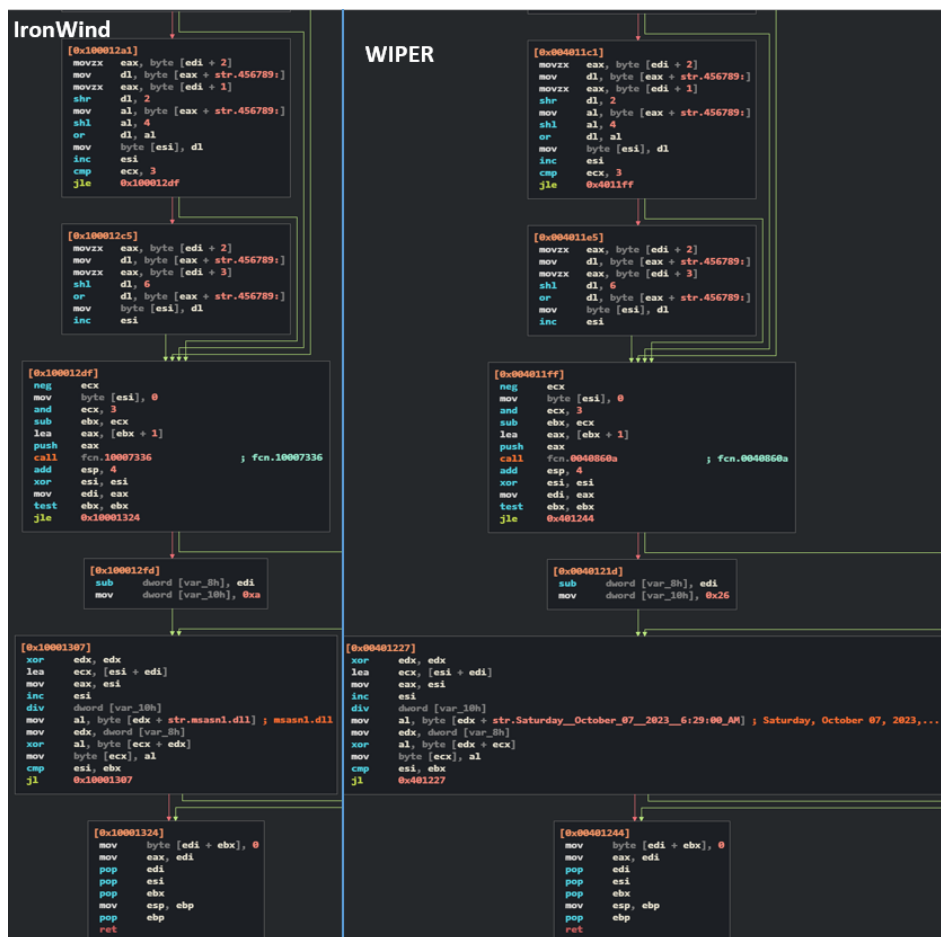 IronWind
[0x100012a1]
movzx eax, byte [edi + 2]
mov dl, byte [eax + str.456789:]
movzx eax, byte [edi + 1]
shr dl, 2
mov al, byte [eax + str.456789:]
shl al, 4
or dl, al
mov byte [esi], dl
inc esi
cmp ecx, 3
jle 0x100012df
[0x100012c5]
movzx eax, byte [edi + 2]
mov dl, byte [eax + str.456789:]
movzx eax, byte [edi + 3]
shl dl, 6
or dl, byte [eax + str.456789:]
mov byte [esi], dl
inc esi
[0x100012df]
neg ecx
mov byte [esi], 0
and ecx, 3
sub ebx, ecx
lea eax, [ebx + 1]
push eax
call fcn.10007336 ; fcn.10007336
add esp, 4
xor esi, esi
mov edi, eax
test ebx, ebx
jle 0x10001324
[0x100012fd]
sub dword [var_8h], edi
mov dword [var_10h], 0xa
[0x10001307]
xor edx, edx
lea ecx, [esi + edi]
mov eax, esi
inc esi
div dword [var_10h]
mov al, byte [edx + str.msasn1.dll] ; msasn1.dll
mov edx, dword [var_8h]
xor al, byte [ecx + edx]
mov byte [ecx], al
cmp esi, ebx
jl 0x10001307
[0x10001324]
mov byte [edi + ebx], 0
mov eax, edi
pop edi
pop esi
pop ebx
mov esp, ebp
pop ebp
ret
WIPER
[0x004011c1]
movzx eax, byte [edi + 2]
mov dl, byte [eax + str.456789:]
movzx eax, byte [edi + 1]
shr dl, 2
mov al, byte [eax + str.456789:]
shl al, 4
or dl, al
mov byte [esi], dl
inc esi
cmp ecx, 3
jle 0x4011ff
[0x004011e5]
movzx eax, byte [edi + 2]
mov dl, byte [eax + str.456789:]
movzx eax, byte [edi + 3]
shl dl, 6
or dl, byte [eax + str.456789:]
mov byte [esi], dl
inc esi
[0x004011ff]
neg ecx
mov byte [esi], 0
and ecx, 3
sub ebx, ecx
lea eax, [ebx + 1]
push eax
call fcn.0040860a ; fcn.0040860a
add esp, 4
xor esi, esi
mov edi, eax
test ebx, ebx
jle 0x401244
[0x0040121d]
sub dword [var_8h], edi
mov dword [var_10h], 0x26
[0x00401227]
xor edx, edx
lea ecx, [esi + edi]
mov eax, esi
inc esi
div dword [var_10h]
mov al, byte [edx + str.Saturday__October_07__2023__6:29:00_AM] ; Saturday, October 07, 2023,...
mov edx, dword [var_8h]
xor al, byte [edx + ecx]
mov byte [ecx], al
cmp esi, ebx
jl 0x401227
[0x00401244]
mov byte [edi + ebx], 0
mov eax, edi
pop edi
pop esi
pop ebx
mov esp, ebp
pop ebp
ret